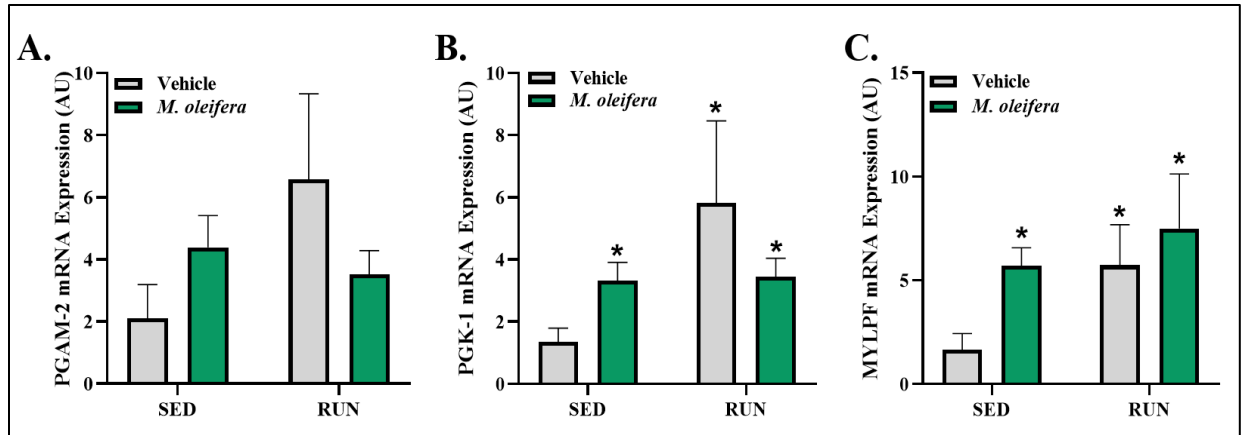 A.
PGAM-2 mRNA Expression (AU)
10
8
6
4
2
0
Vehicle
M. oleifera
SED
RUN
B.
PGK-1 mRNA Expression (AU)
10
8
6
4
2
0
Vehicle
M. oleifera
*
*
*
SED
RUN
C.
MYLPF mRNA Expression (AU)
15
10
5
0
Vehicle
M. oleifera
*
*
*
SED
RUN